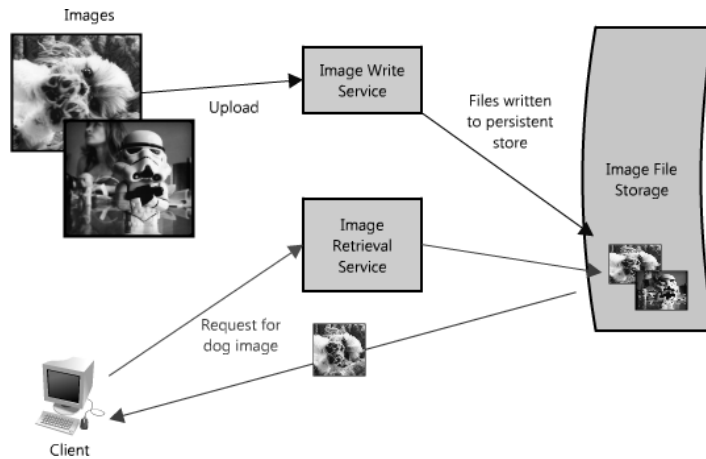 Images
Upload
Image Write
Service
Files written
to persistent
store
Image File
Storage
Image
Retrieval
Service
Request for
dog image
Client